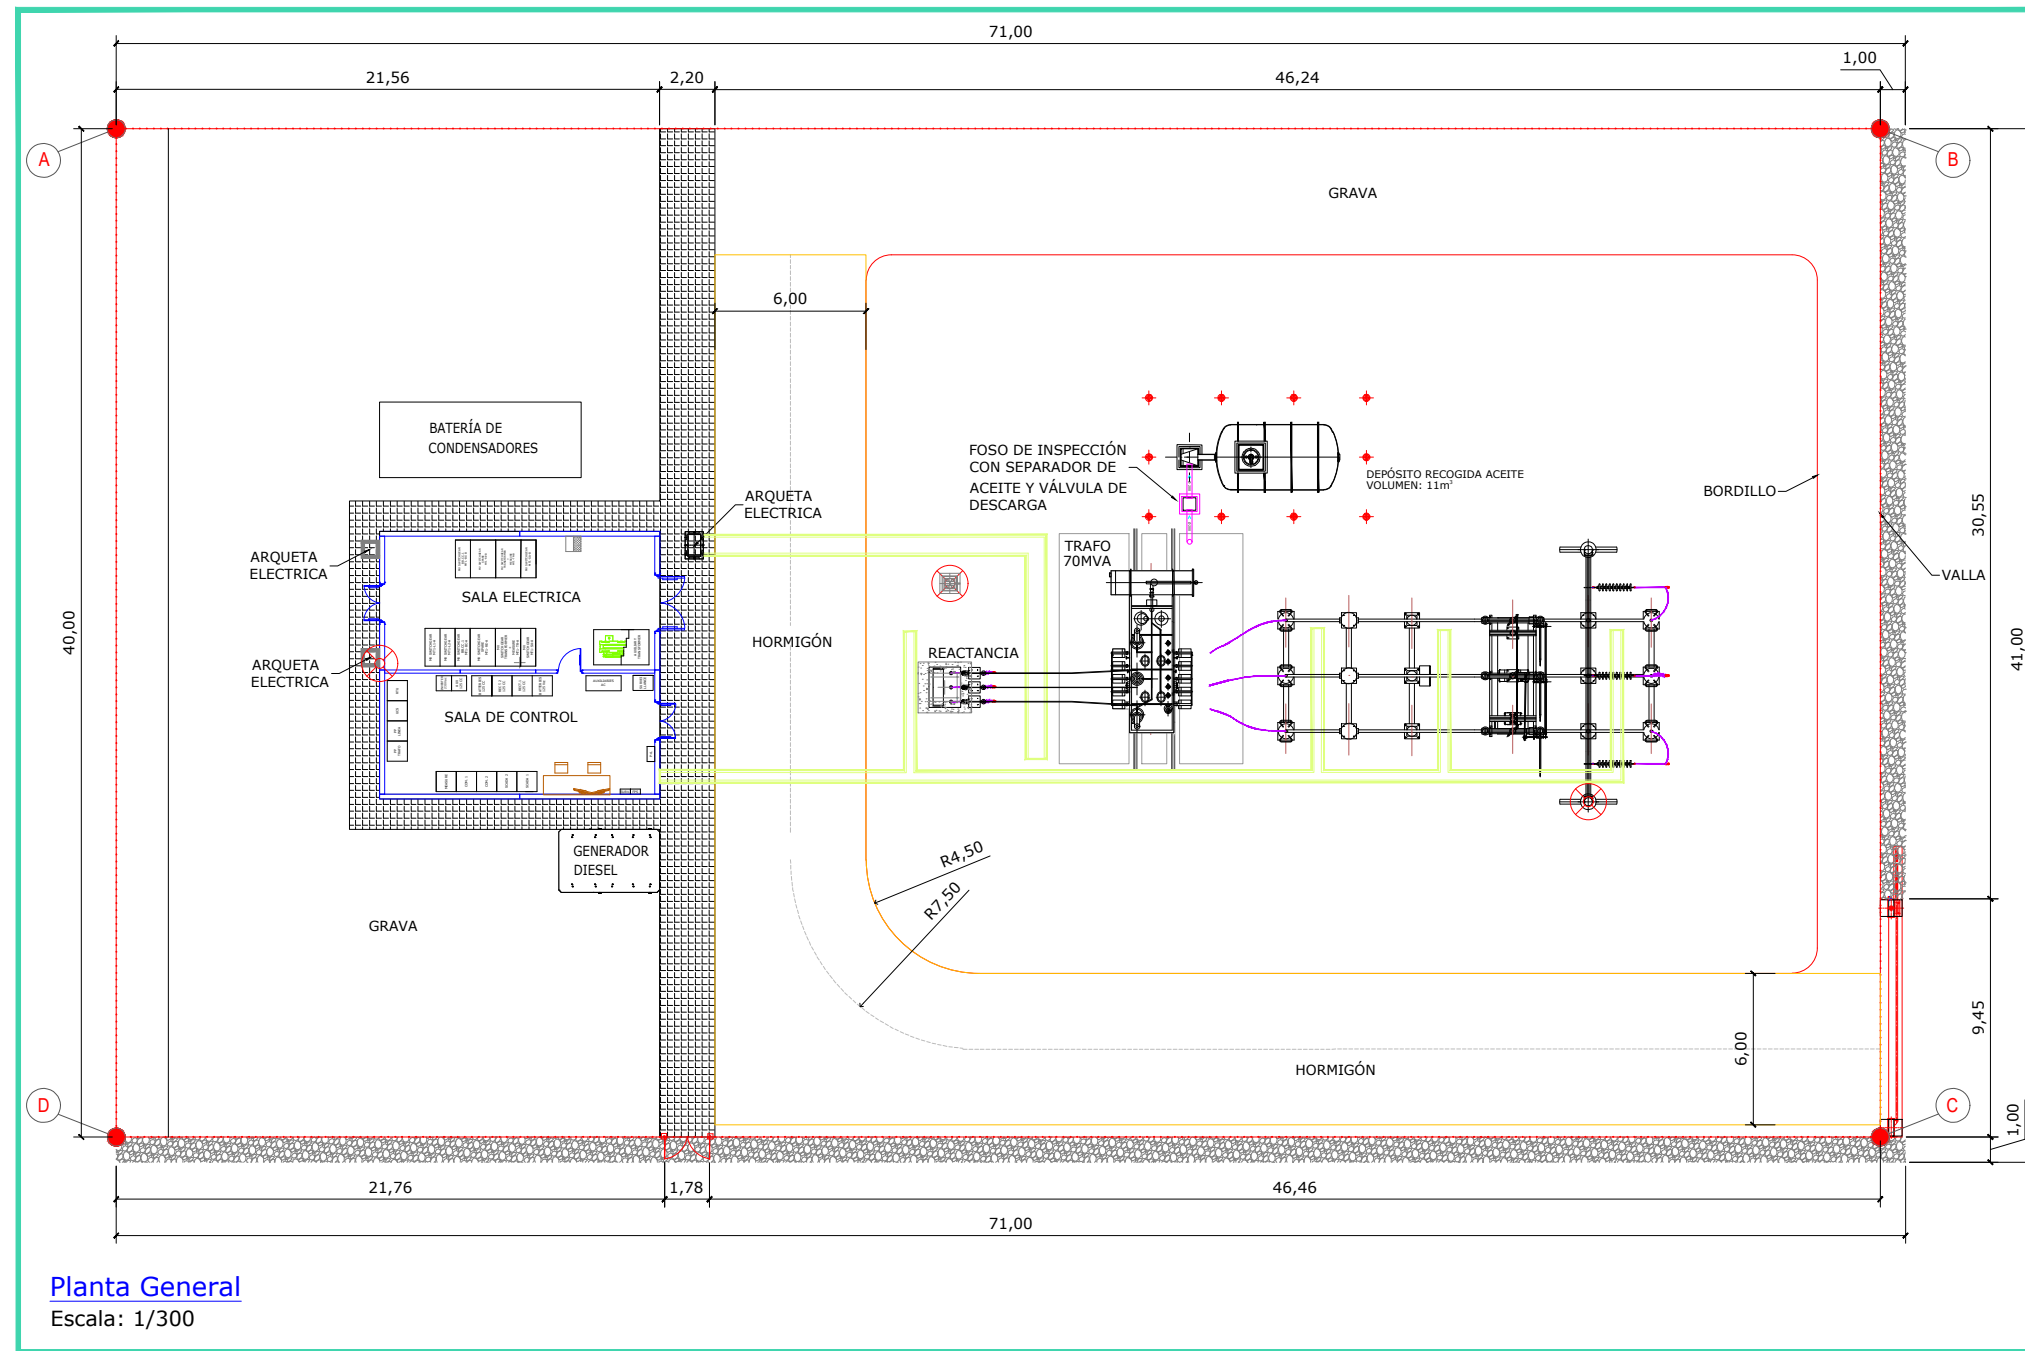 71,00
1,00
21,56
2,20
46,24
A
B
GRAVA
6,00
BATERÍA DE
CONDENSADORES
FOSO DE INSPECCIÓN
CON SEPARADOR DE
ACEITE Y VÁLVULA DE
DESCARGA
DEPÓSITO RECOGIDA ACEITE
VOLUMEN: 11m³
BORDILLO
ARQUETA
ELECTRICA
30,55
ARQUETA
ELECTRICA
TRAFO
70MVA
VALLA
SALA ELECTRICA
40,00
HORMIGÓN
41,00
REACTANCIA
ARQUETA
ELECTRICA
SALA DE CONTROL
GENERADOR
DIESEL
R4,50
R7,50
GRAVA
9,45
6,00
HORMIGÓN
D
C
1,00
21,76
1,78
46,46
71,00
Planta General
Escala: 1/300